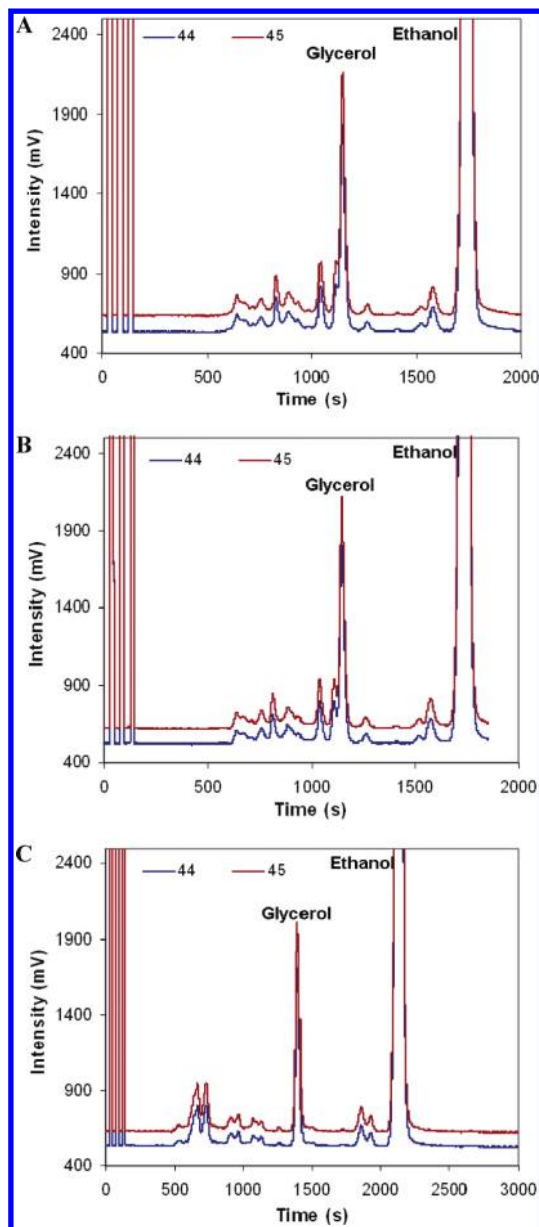 A
2400
1900
1400
900
400
Intensity (mV)
44 45
Glycerol
Ethanol
0 500 1000 1500 2000
Time (s)
B
2400
1900
1400
900
400
Intensity (mV)
44 45
Glycerol
Ethanol
0 500 1000 1500 2000
Time (s)
C
2400
1900
1400
900
400
Intensity (mV)
44 45
Glycerol
Ethanol
0 500 1000 1500 2000 2500 3000
Time (s)